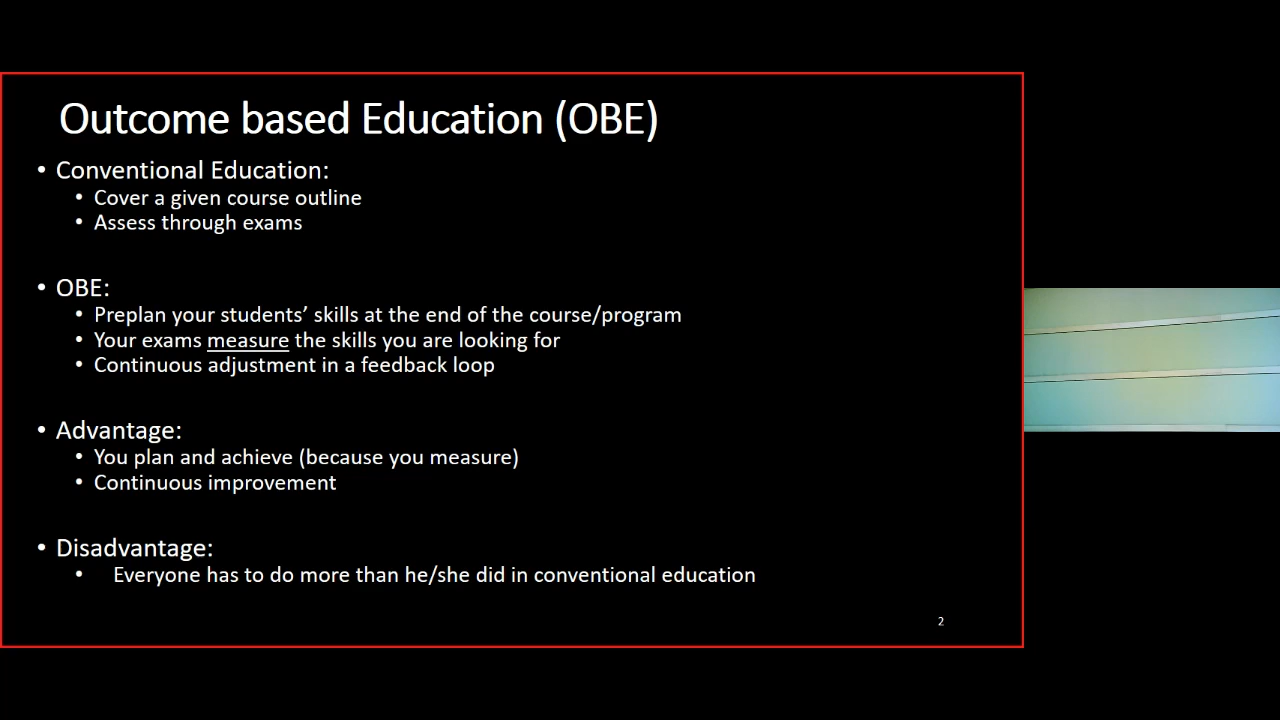 Outcome based Education (OBE)
• Conventional Education:
• Cover a given course outline
• Assess through exams
• OBE:
• Preplan your students’ skills at the end of the course/program
• Your exams measure the skills you are looking for
• Continuous adjustment in a feedback loop
• Advantage:
• You plan and achieve (because you measure)
• Continuous improvement
• Disadvantage:
• Everyone has to do more than he/she did in conventional education
2